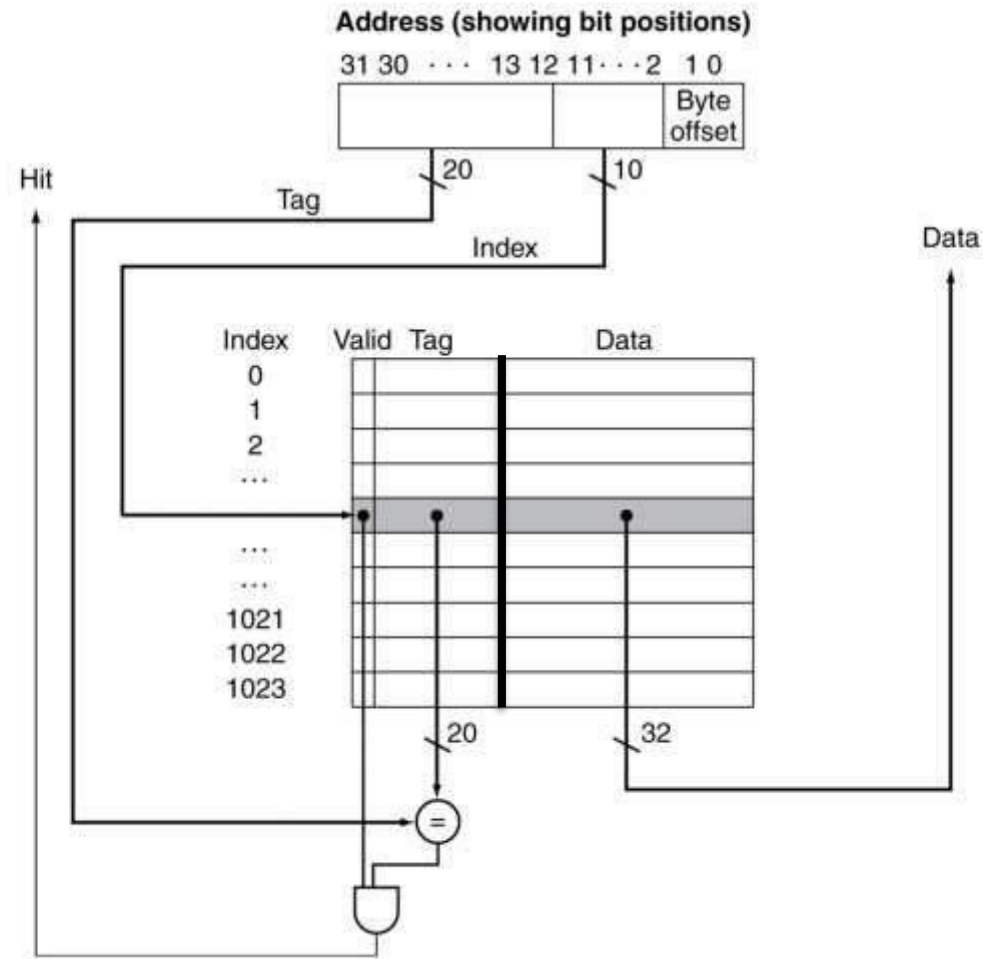 Address (showing bit positions)
31 30 · · · 13 12 11 · · · 2 1 0
Byte
offset
20 10
Hit
Tag
Data
Index
Index Valid Tag Data
0
1
2
...
...
...
1021
1022
1023
20 32
=